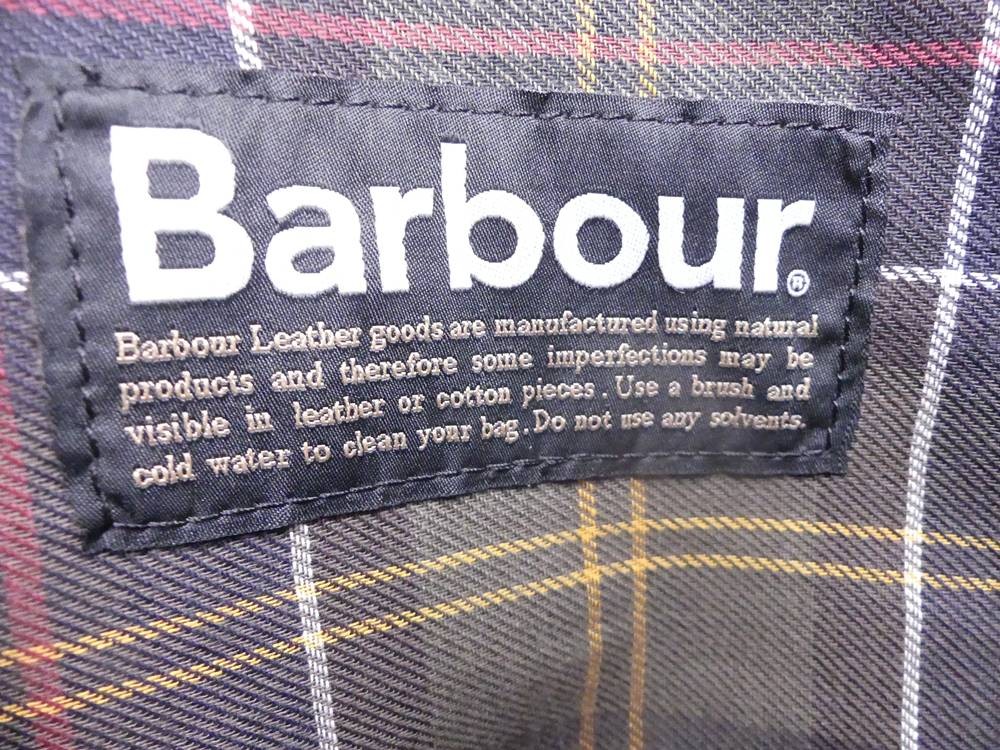 Barbour®
Barbour Leather goods are manufactured using natural
products and therefore some imperfections may be
visible in leather or cotton pieces. Use a brush and
cold water to clean your bag. Do not use any solvents.